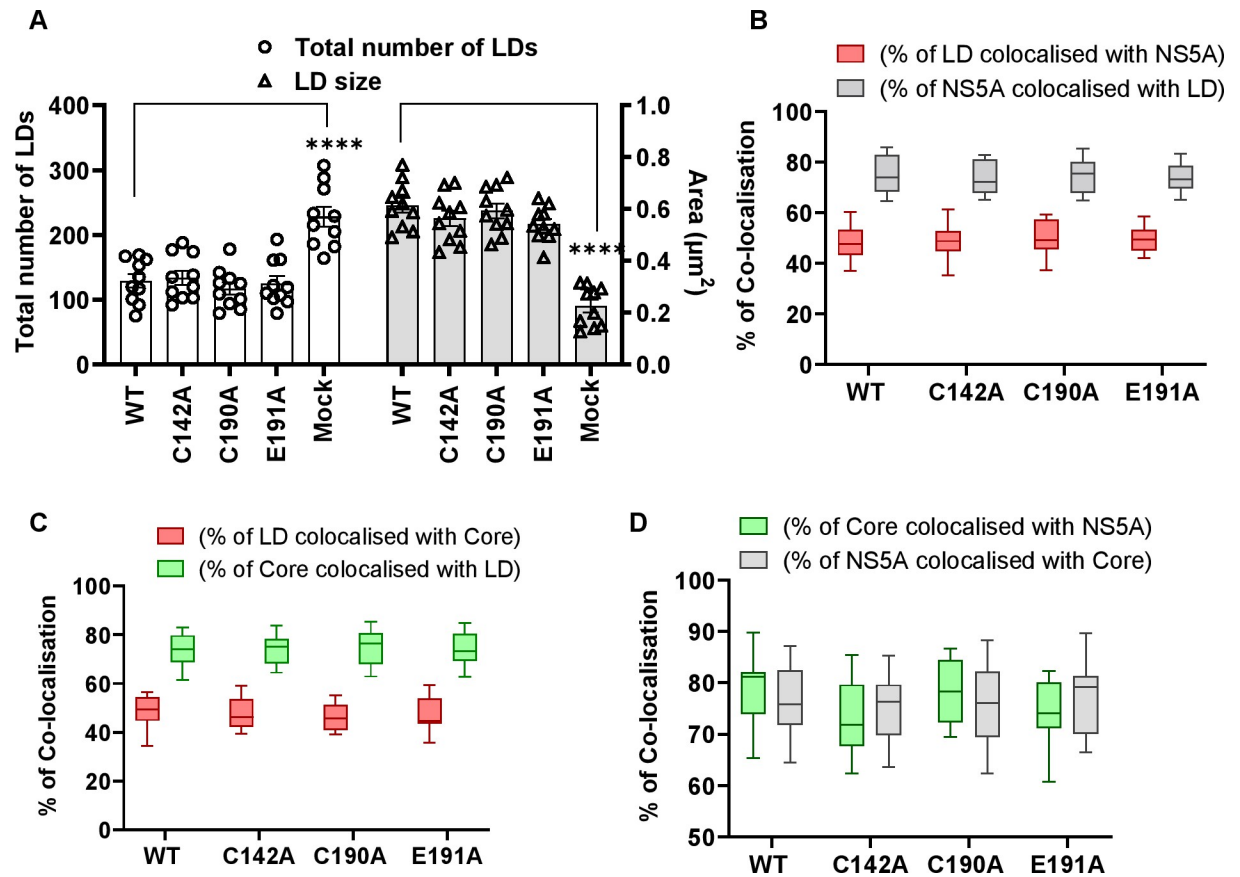 A
Total number of LDs
LD size
400
300
200
100
0
Total number of LDs
****
****
1.0
0.8
0.6
0.4
0.2
0.0
Area (μm²)
WT
C142A
C190A
E191A
Mock
WT
C142A
C190A
E191A
Mock
B
(% of LD colocalised with NS5A)
(% of NS5A colocalised with LD)
100
80
60
40
20
0
% of Co-localisation
WT
C142A
C190A
E191A
C
(% of LD colocalised with Core)
(% of Core colocalised with LD)
100
80
60
40
20
0
% of Co-localisation
WT
C142A
C190A
E191A
D
(% of Core colocalised with NS5A)
(% of NS5A colocalised with Core)
100
90
80
70
60
50
% of Co-localisation
WT
C142A
C190A
E191A